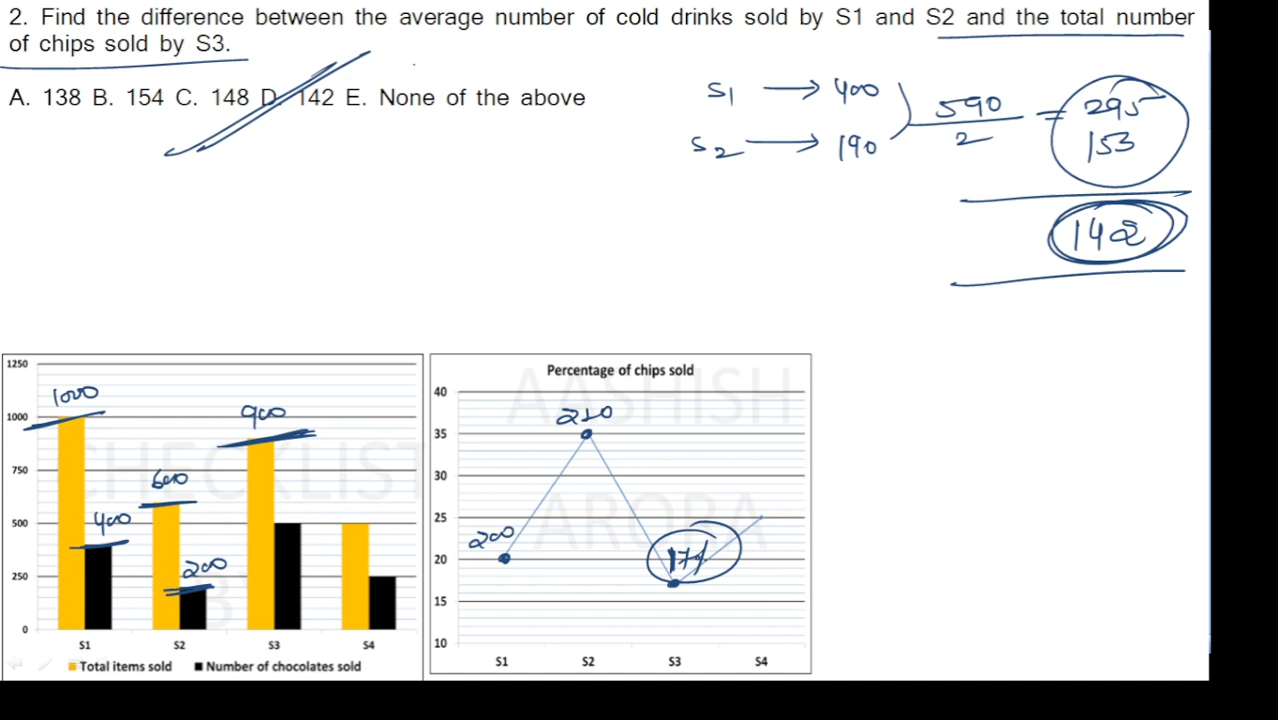 2. Find the difference between the average number of cold drinks sold by S1 and S2 and the total number
of chips sold by S3.
A. 138 B. 154 C. 148 D. 142 E. None of the above
S1 → 400
S2 → 190
590
2
= 295
153
142
1250
1000
750
500
250
0
1000
400
600
200
900
S1 S2 S3 S4
Total items sold Number of chocolates sold
CHECKLIST
Percentage of chips sold
AASHISH
ARORA
40
35
30
25
20
15
10
200
210
17%
S1 S2 S3 S4